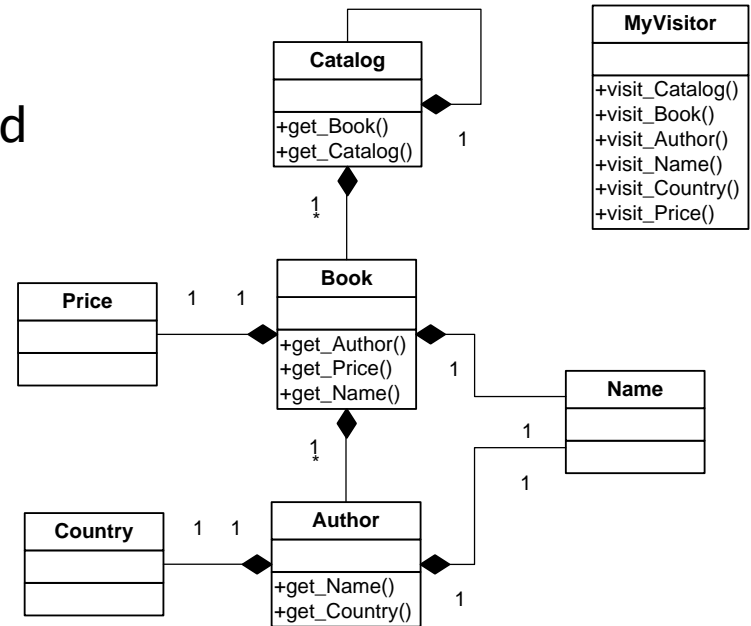 d
Catalog
+get_Book()
+get_Catalog()
1
1
*
MyVisitor
+visit_Catalog()
+visit_Book()
+visit_Author()
+visit_Name()
+visit_Country()
+visit_Price()
Price
1 1
Book
+get_Author()
+get_Price()
+get_Name()
1
1
*
Name
1
1
Country
1 1
Author
+get_Name()
+get_Country()
1